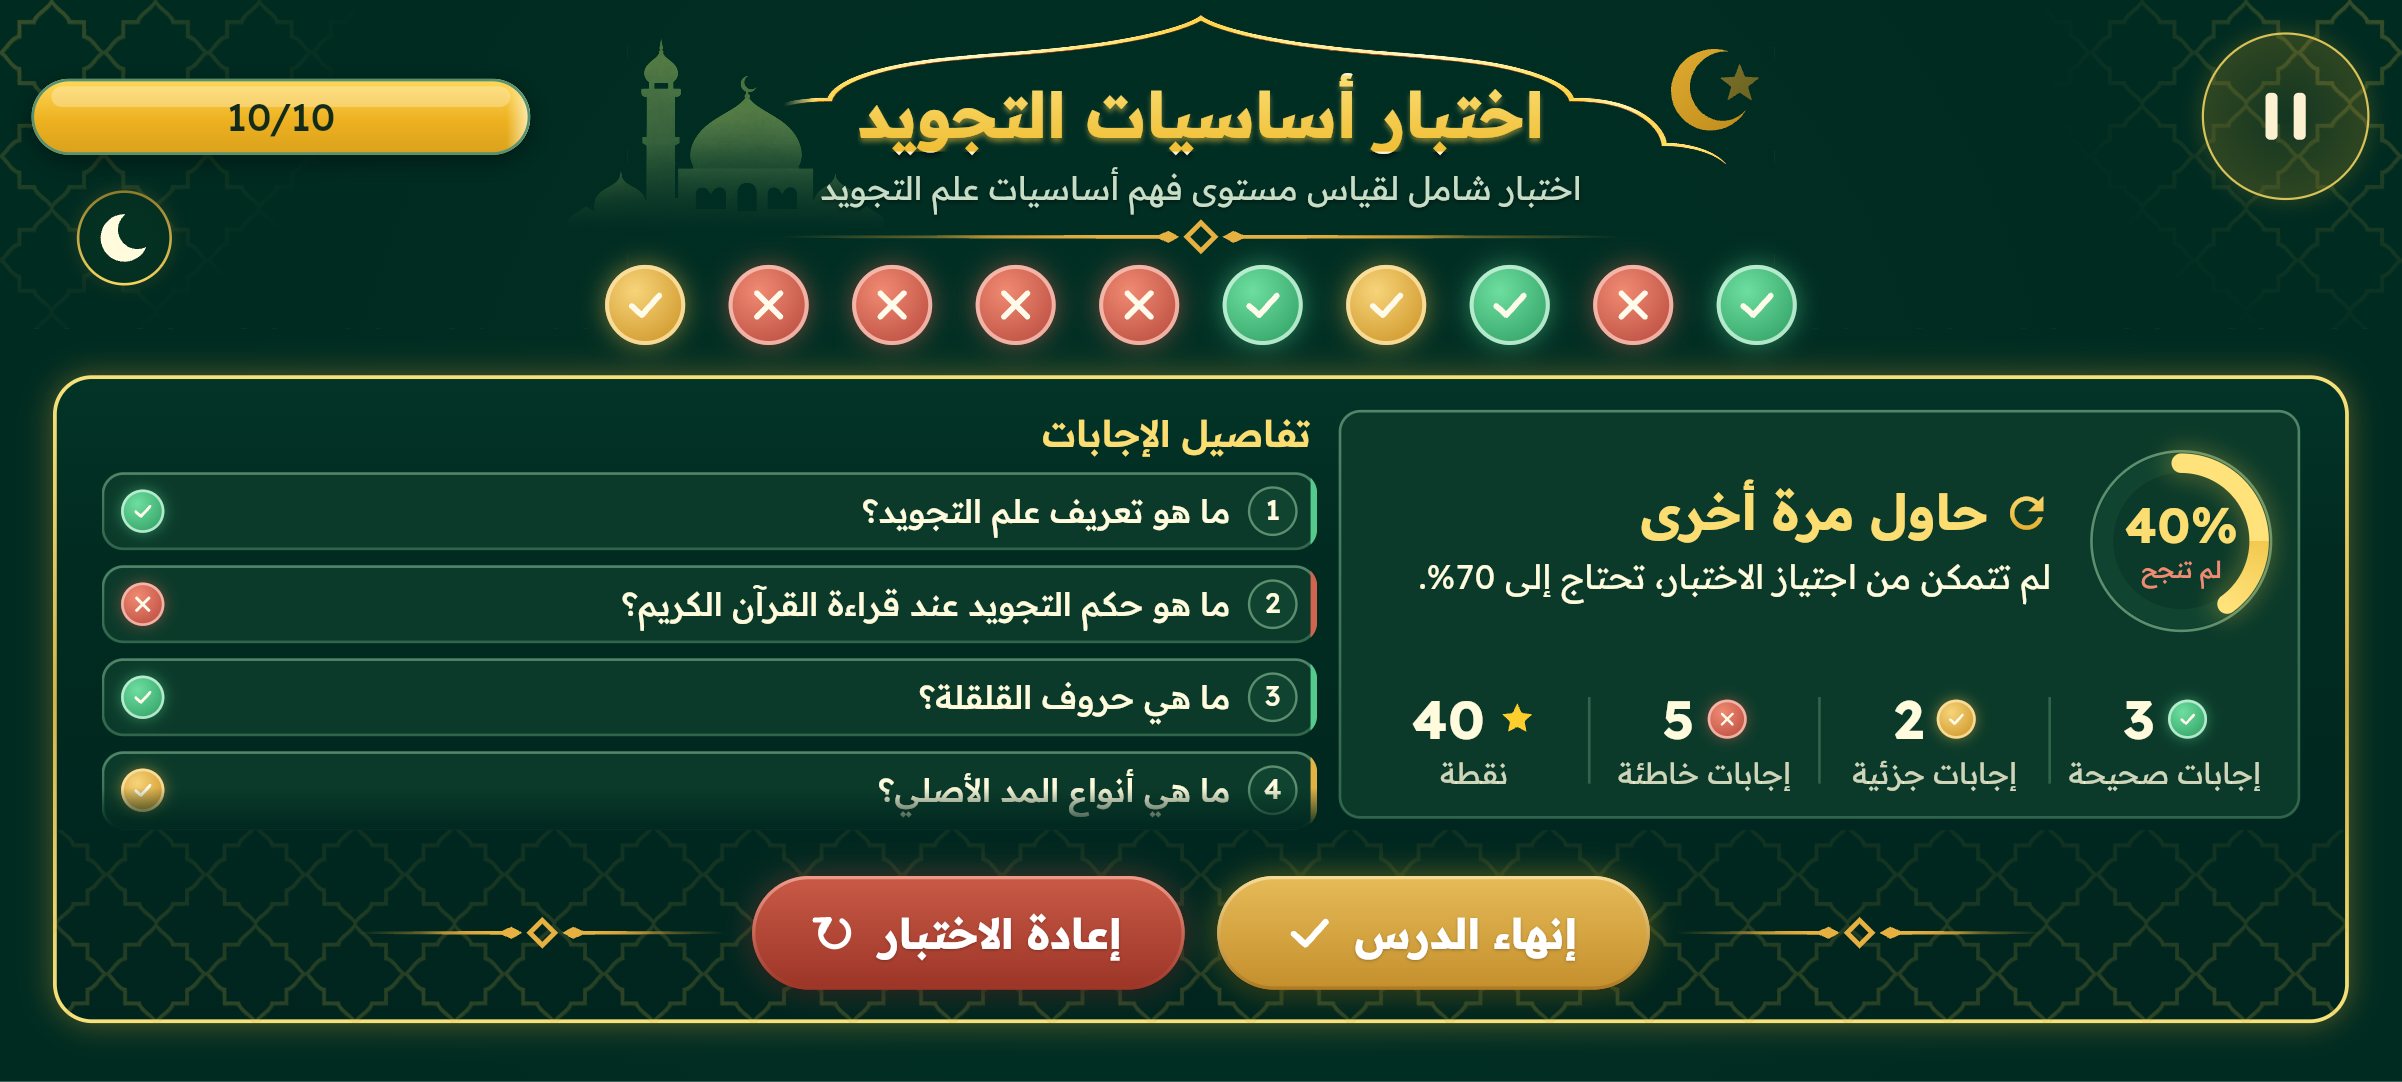 10/10
اختبار أساسيات التجويد
اختبار شامل لقياس مستوى فهم أساسيات علم التجويد
40%
لم تنجح
حاول مرة أخرى
لم تتمكن من اجتياز الاختبار، تحتاج إلى 70%.
3
إجابات صحيحة
2
إجابات جزئية
5
إجابات خاطئة
40
نقطة
تفاصيل الإجابات
1 ما هو تعريف علم التجويد؟
2 ما هو حكم التجويد عند قراءة القرآن الكريم؟
3 ما هي حروف القلقلة؟
4 ما هي أنواع المد الأصلي؟
إنهاء الدرس
إعادة الاختبار